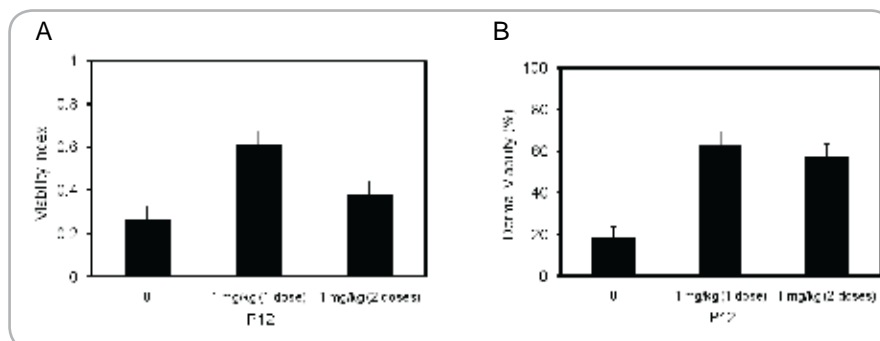 A
B
1
0.8
0.6
0.4
0.2
0
Viability Index
0
1 mg/kg (1 dose)
1 mg/kg (2 doses)
P12
100
80
60
40
20
0
Viability (%)
0
1 mg/kg (1 dose)
1 mg/kg (2 doses)
P12